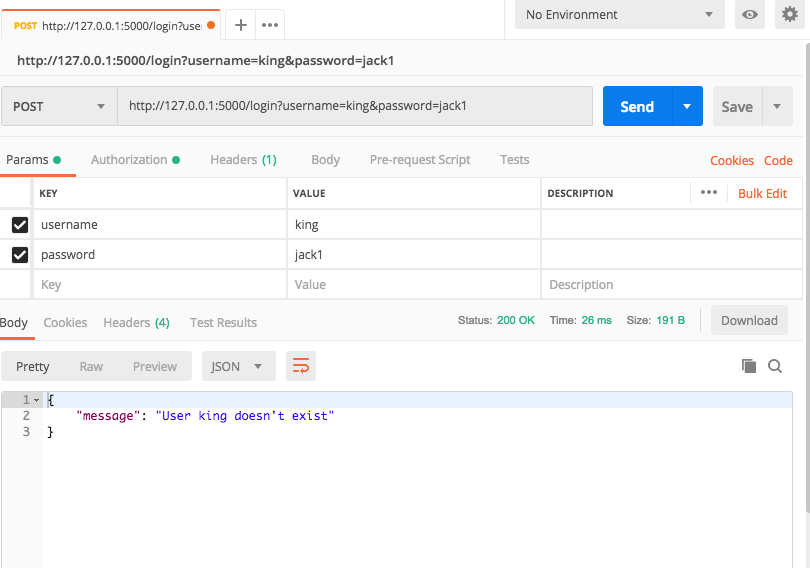 POST http://127.0.0.1:5000/login?use
No Environment
http://127.0.0.1:5000/login?username=king&password=jack1
POST http://127.0.0.1:5000/login?username=king&password=jack1 Send Save
Params Authorization Headers (1) Body Pre-request Script Tests Cookies Code
KEY VALUE DESCRIPTION Bulk Edit
username king
password jack1
Key Value Description
Body Cookies Headers (4) Test Results Status: 200 OK Time: 26 ms Size: 191 B Download
Pretty Raw Preview JSON
1 {
2 "message": "User king doesn't exist"
3 }